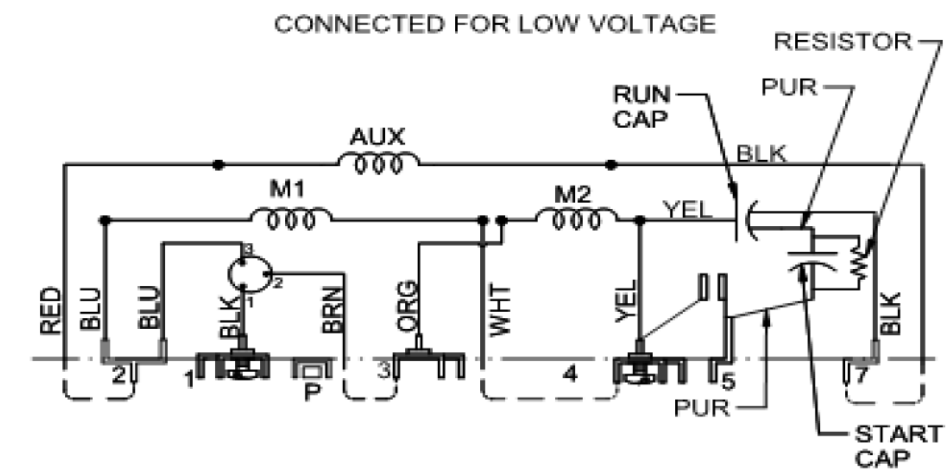 CONNECTED FOR LOW VOLTAGE
RESISTOR
PUR
RUN
CAP
AUX
BLK
M1
M2
YEL
3
2
1
RED
BLU
BLU
BLK
BRN
ORG
WHT
YEL
BLK
2
1
P
3
4
5
7
PUR
START
CAP